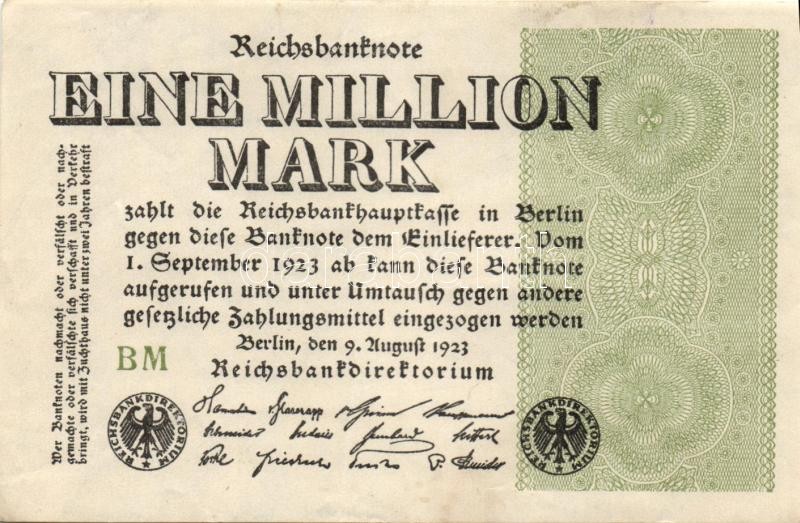 Reichsbanknote
EINE MILLION
MARK
zahlt die Reichsbankhauptkasse in Berlin
gegen diese Banknote dem Einlieferer. Vom
1. September 1923 ab kann diese Banknote
aufgerufen und unter Umtausch gegen andere
gesetzliche Zahlungsmittel eingezogen werden
Berlin, den 9. August 1923
Reichsbankdirektorium
BM
Wer Banknoten nachmacht oder verfälscht oder nach-
gemachte oder verfälschte sich verschafft und in Verkehr
bringt, wird mit Zuchthaus nicht unter zwei Jahren bestraft
REICHSBANKDIREKTORIUM
REICHSBANKDIREKTORIUM